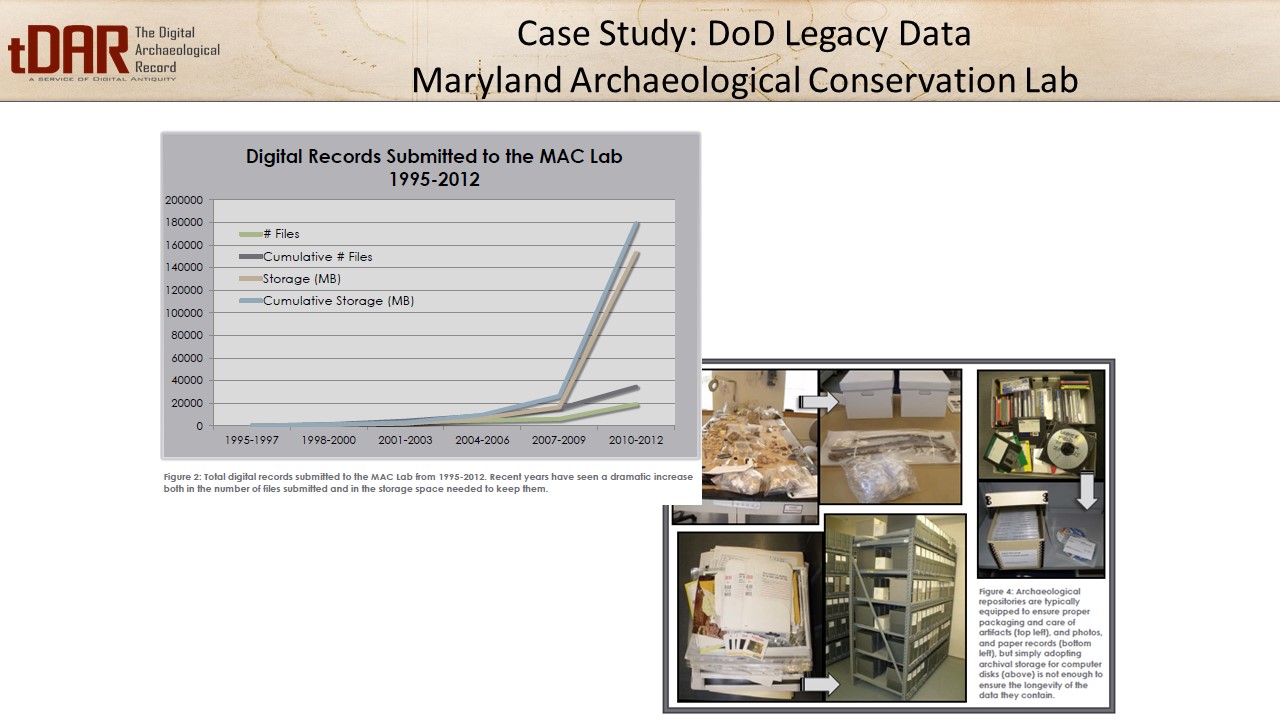 tDAR
The Digital
Archaeological
Record
A SERVICE OF DIGITAL ANTIQUITY
Case Study: DoD Legacy Data
Maryland Archaeological Conservation Lab
Digital Records Submitted to the MAC Lab
1995-2012
200000
180000
160000
140000
120000
100000
80000
60000
40000
20000
0
# Files
Cumulative # Files
Storage (MB)
Cumulative Storage (MB)
1995-1997 1998-2000 2001-2003 2004-2006 2007-2009 2010-2012
Figure 2: Total digital records submitted to the MAC Lab from 1995-2012. Recent years have seen a dramatic increase
both in the number of files submitted and in the storage space needed to keep them.
Figure 4: Archaeological
repositories are typically
equipped to ensure proper
packaging and care of
artifacts (top left), and photos,
and paper records (bottom
left), but simply adopting
archival storage for computer
disks (above) is not enough to
ensure the longevity of the
data they contain.